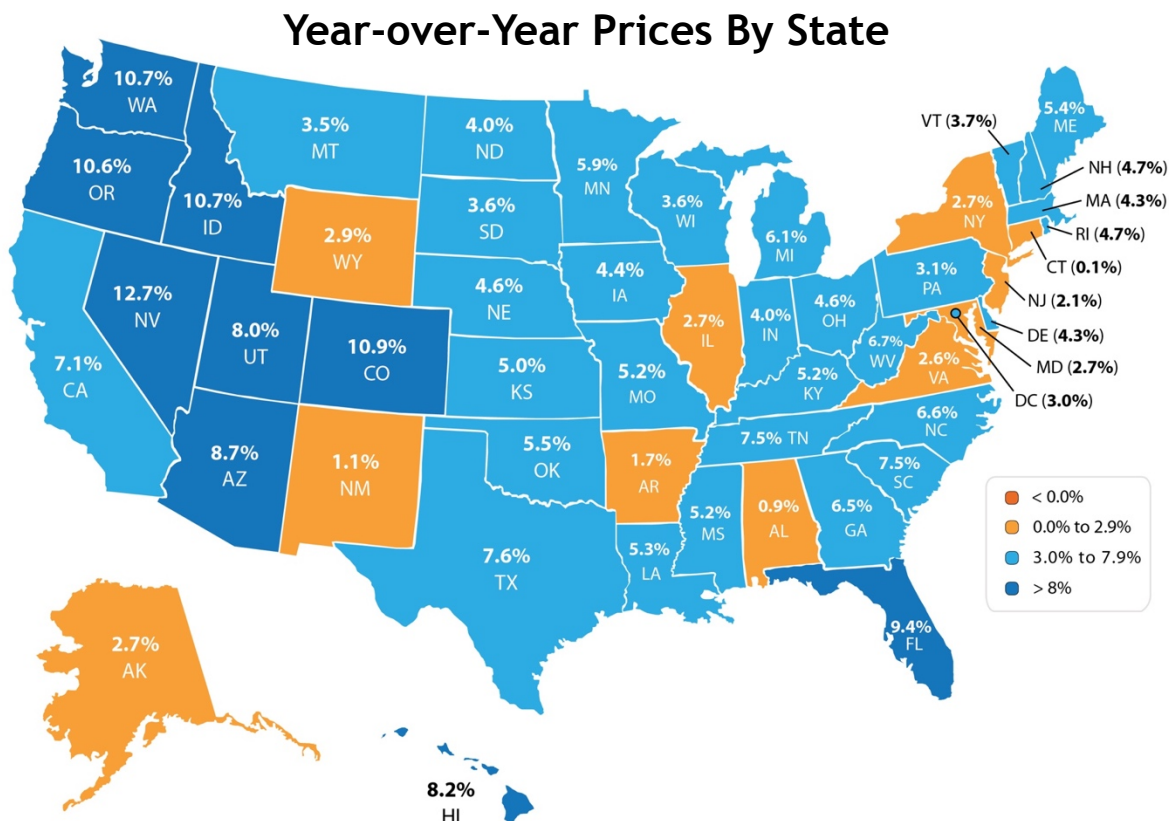 Year-over-Year Prices By State
10.7%
WA
10.6%
OR
10.7%
ID
3.5%
MT
4.0%
ND
5.9%
MN
3.6%
SD
3.6%
WI
6.1%
MI
2.9%
WY
4.6%
NE
4.4%
IA
12.7%
NV
7.1%
CA
8.0%
UT
10.9%
CO
5.0%
KS
5.2%
MO
2.7%
IL
4.0%
IN
4.6%
OH
3.1%
PA
2.7%
NY
5.4%
ME
VT (3.7%)
NH (4.7%)
MA (4.3%)
RI (4.7%)
CT (0.1%)
NJ (2.1%)
DE (4.3%)
MD (2.7%)
DC (3.0%)
6.7%
WV
2.6%
VA
5.2%
KY
6.6%
NC
7.5% TN
7.5%
SC
8.7%
AZ
1.1%
NM
5.5%
OK
1.7%
AR
7.6%
TX
5.3%
LA
5.2%
MS
0.9%
AL
6.5%
GA
9.4%
FL
2.7%
AK
8.2%
HI
< 0.0%
0.0% to 2.9%
3.0% to 7.9%
> 8%